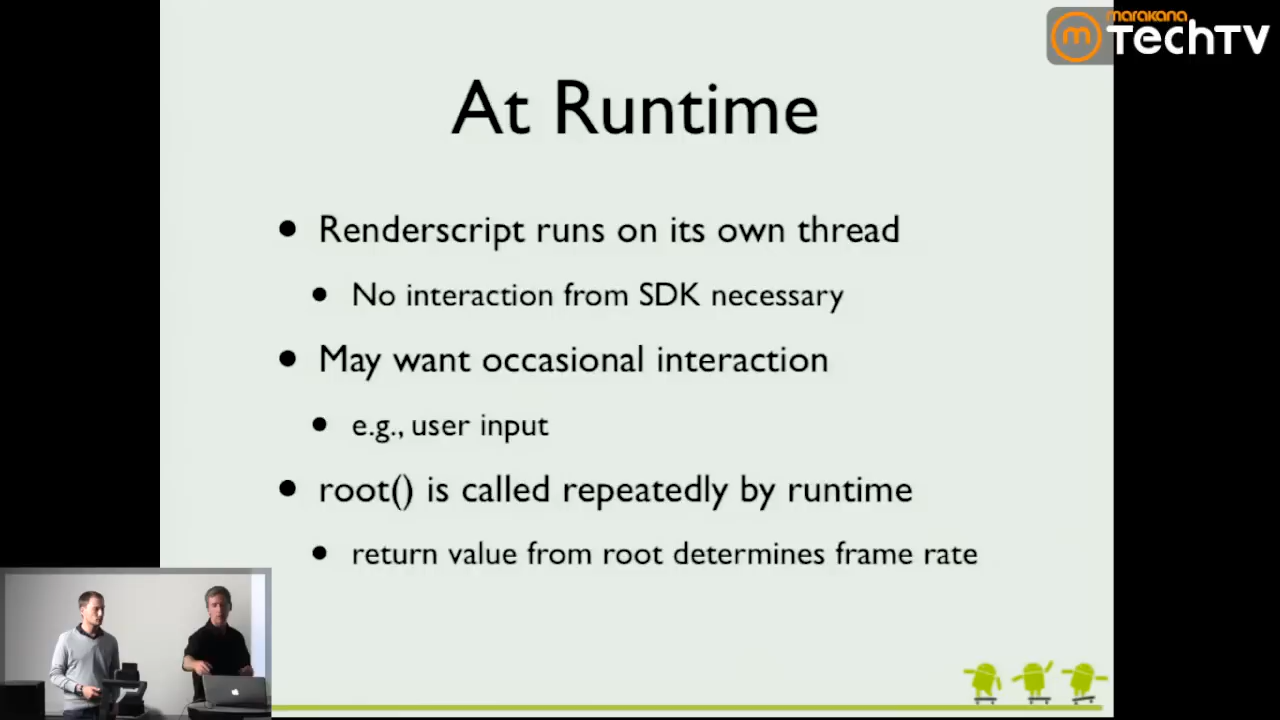 marakana
TechTV
At Runtime
• Renderscript runs on its own thread
• No interaction from SDK necessary
• May want occasional interaction
• e.g., user input
• root() is called repeatedly by runtime
• return value from root determines frame rate